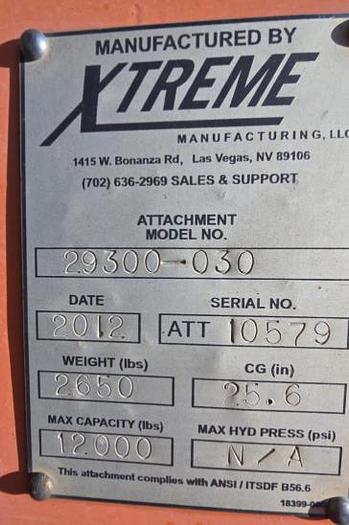 MANUFACTURED BY
XTREME
MANUFACTURING, LLC
1415 W. Bonanza Rd, Las Vegas, NV 89106
(702) 636-2969 SALES & SUPPORT
ATTACHMENT
MODEL NO.
29300-030
DATE SERIAL NO.
2012 ATT 10579
WEIGHT (lbs) CG (in)
2650 25.6
MAX CAPACITY (lbs) MAX HYD PRESS (psi)
12000 N/A
This attachment complies with ANSI / ITSDF B56.6